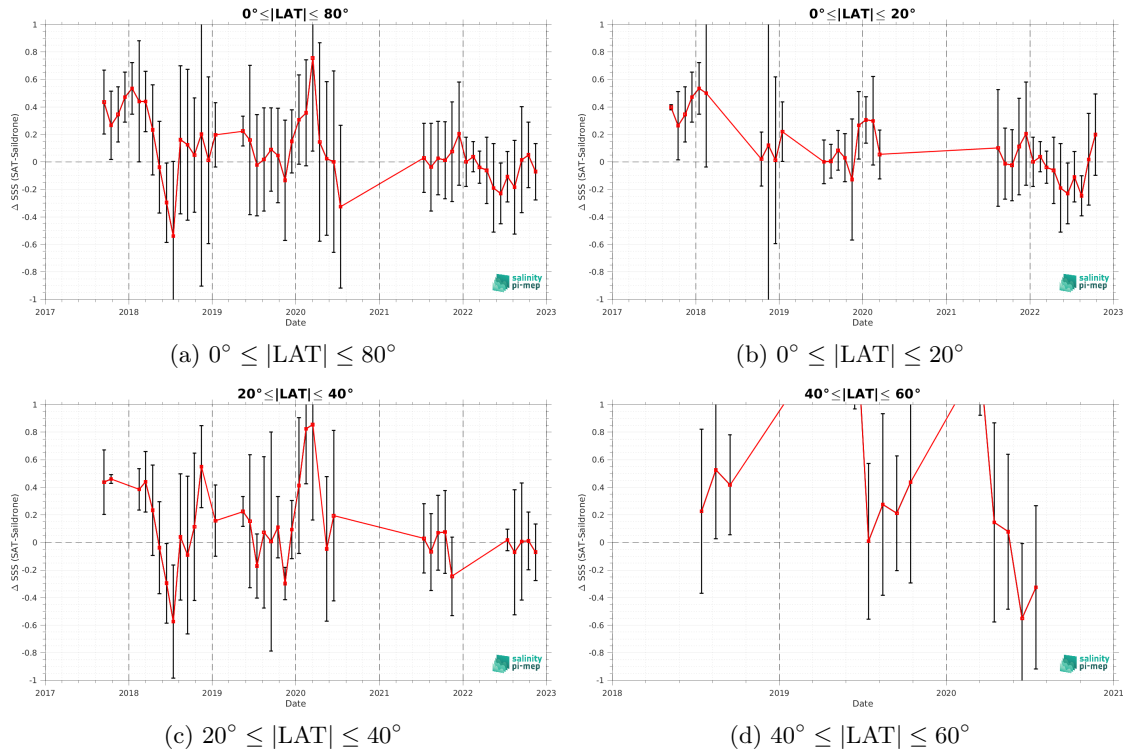 0°≤|LAT|≤ 80°
1
0.8
0.6
0.4
0.2
0
-0.2
-0.4
-0.6
-0.8
-1
Δ SSS (SAT-Saildrone)
salinity
pi-mep
2017 2018 2019 2020 2021 2022 2023
Date
(a) 0° ≤ |LAT| ≤ 80°
0°≤|LAT|≤ 20°
1
0.8
0.6
0.4
0.2
0
-0.2
-0.4
-0.6
-0.8
-1
Δ SSS (SAT-Saildrone)
salinity
pi-mep
2017 2018 2019 2020 2021 2022 2023
Date
(b) 0° ≤ |LAT| ≤ 20°
20°≤|LAT|≤ 40°
1
0.8
0.6
0.4
0.2
0
-0.2
-0.4
-0.6
-0.8
-1
Δ SSS (SAT-Saildrone)
salinity
pi-mep
2017 2018 2019 2020 2021 2022 2023
Date
(c) 20° ≤ |LAT| ≤ 40°
40°≤|LAT|≤ 60°
1
0.8
0.6
0.4
0.2
0
-0.2
-0.4
-0.6
-0.8
-1
Δ SSS (SAT-Saildrone)
salinity
pi-mep
2018 2019 2020 2021
Date
(d) 40° ≤ |LAT| ≤ 60°